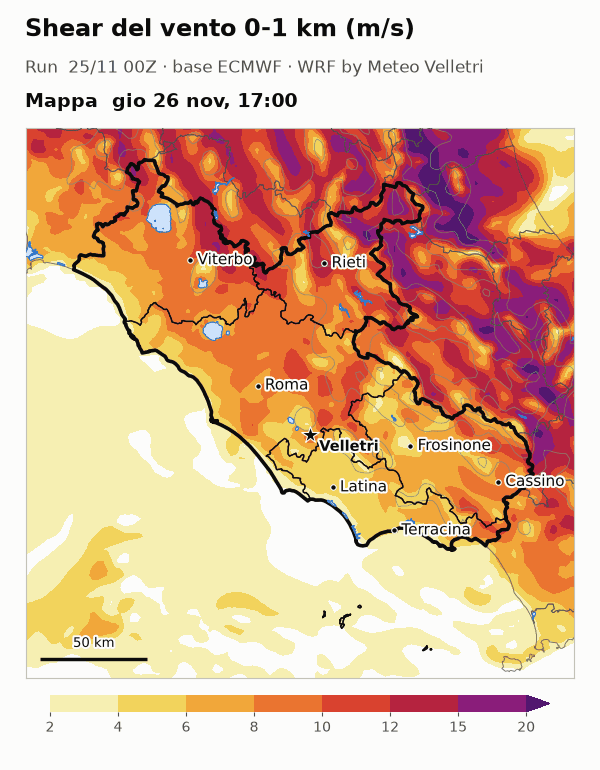 Shear del vento 0-1 km (m/s)
Run  25/11 00Z · base ECMWF · WRF by Meteo Velletri
Mappa  gio 26 nov, 17:00
Viterbo
Rieti
Roma
Velletri
Frosinone
Latina
Cassino
Terracina
50 km
2 4 6 8 10 12 15 20